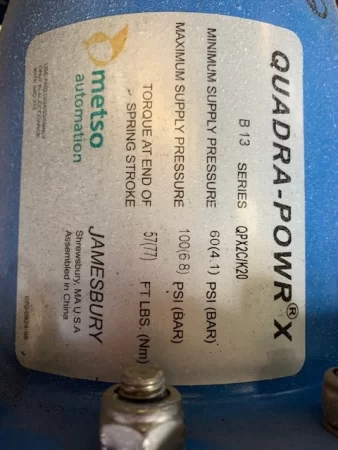 QUADRA-POWR® X
B 13 SERIES QPX2C/K20
MINIMUM SUPPLY PRESSURE 60(4.1) PSI (BAR)
MAXIMUM SUPPLY PRESSURE 100(6.8) PSI (BAR)
TORQUE AT END OF
SPRING STROKE 57(77) FT LBS. (Nm)
metso
automation
JAMESBURY
Shrewsbury, MA U.S.A
Assembled in China